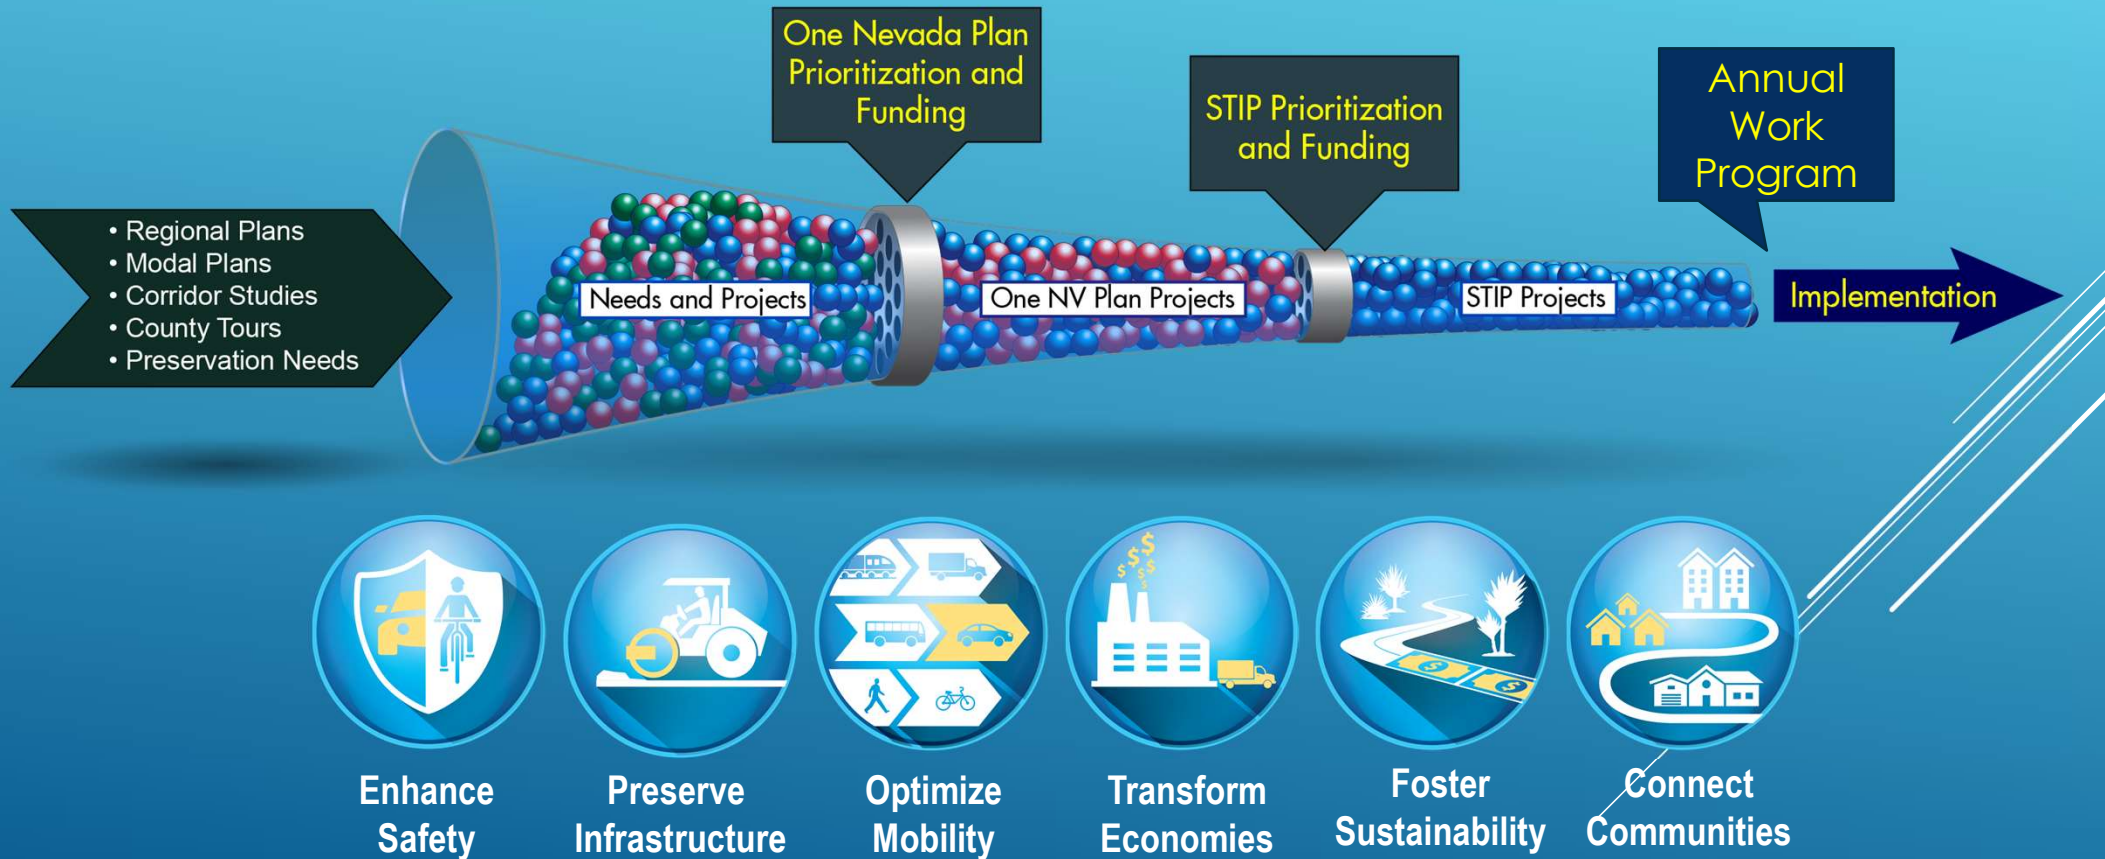 One Nevada Plan
Prioritization and
Funding
STIP Prioritization
and Funding
Annual
Work
Program
• Regional Plans
• Modal Plans
• Corridor Studies
• County Tours
• Preservation Needs
Needs and Projects
One NV Plan Projects
STIP Projects
Implementation
Enhance
Safety
Preserve
Infrastructure
Optimize
Mobility
Transform
Economies
Foster
Sustainability
Connect
Communities